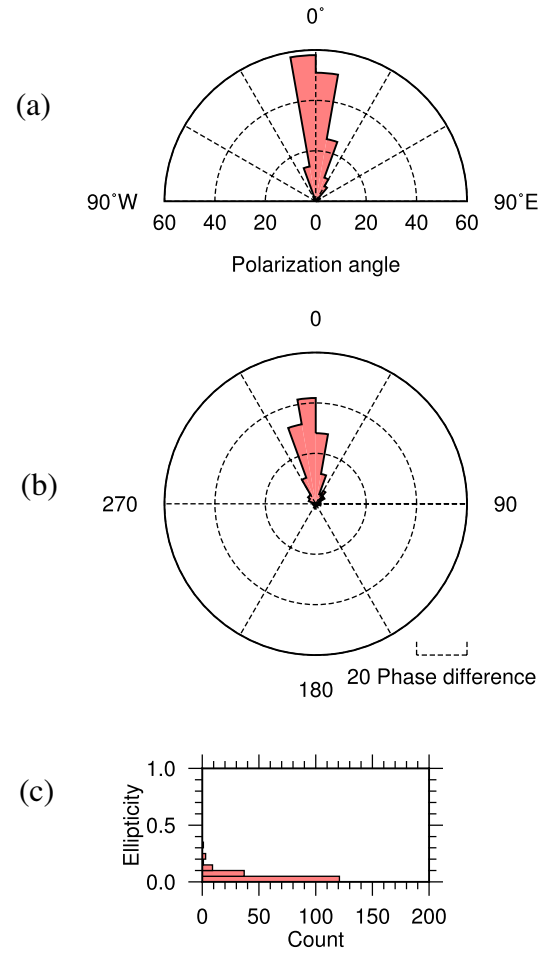 0°
(a)
90°W 90°E
60 40 20 0 20 40 60
Polarization angle
0
(b)
270 90
20 Phase difference
180
(c)
1.0
0.5
0.0
Ellipticity
0 50 100 150 200
Count